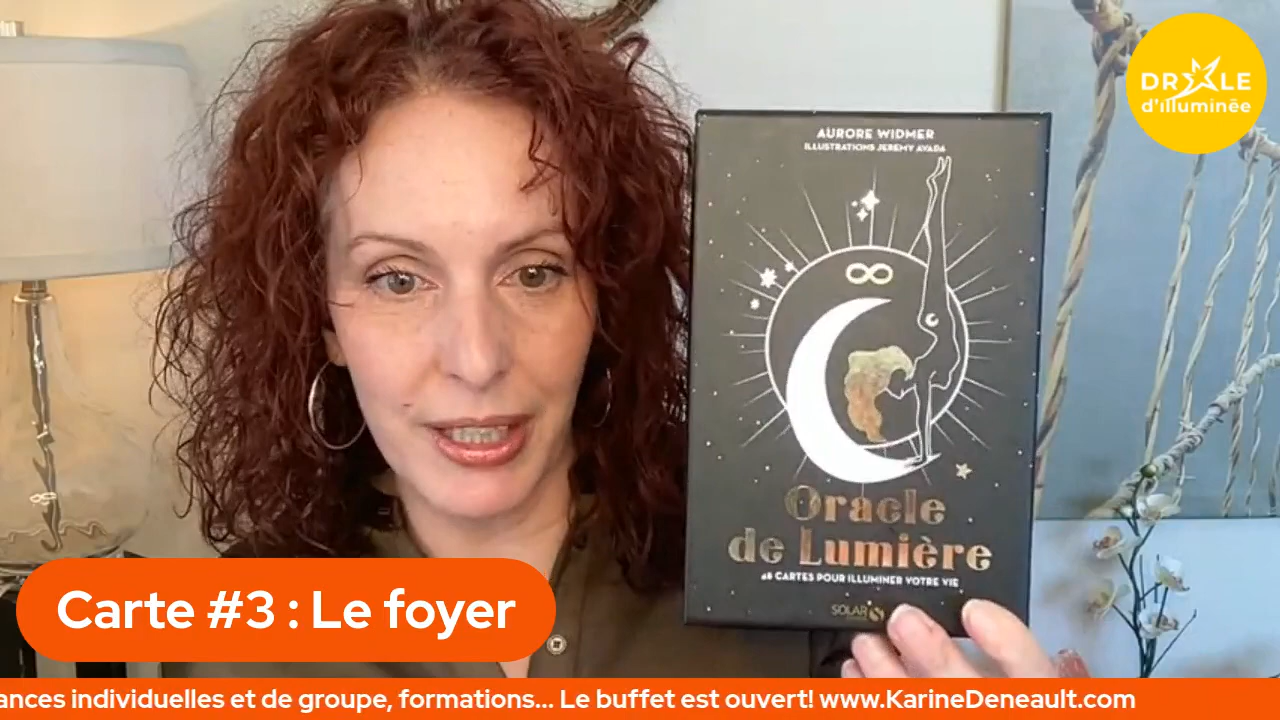 DRÔLE
d'illuminée
AURORE WIDMER
ILLUSTRATIONS JEREMY AVADA
Oracle
de Lumière
48 CARTES POUR ILLUMINER VOTRE VIE
SOLAR
Carte #3 : Le foyer
ances individuelles et de groupe, formations... Le buffet est ouvert! www.KarineDeneault.com